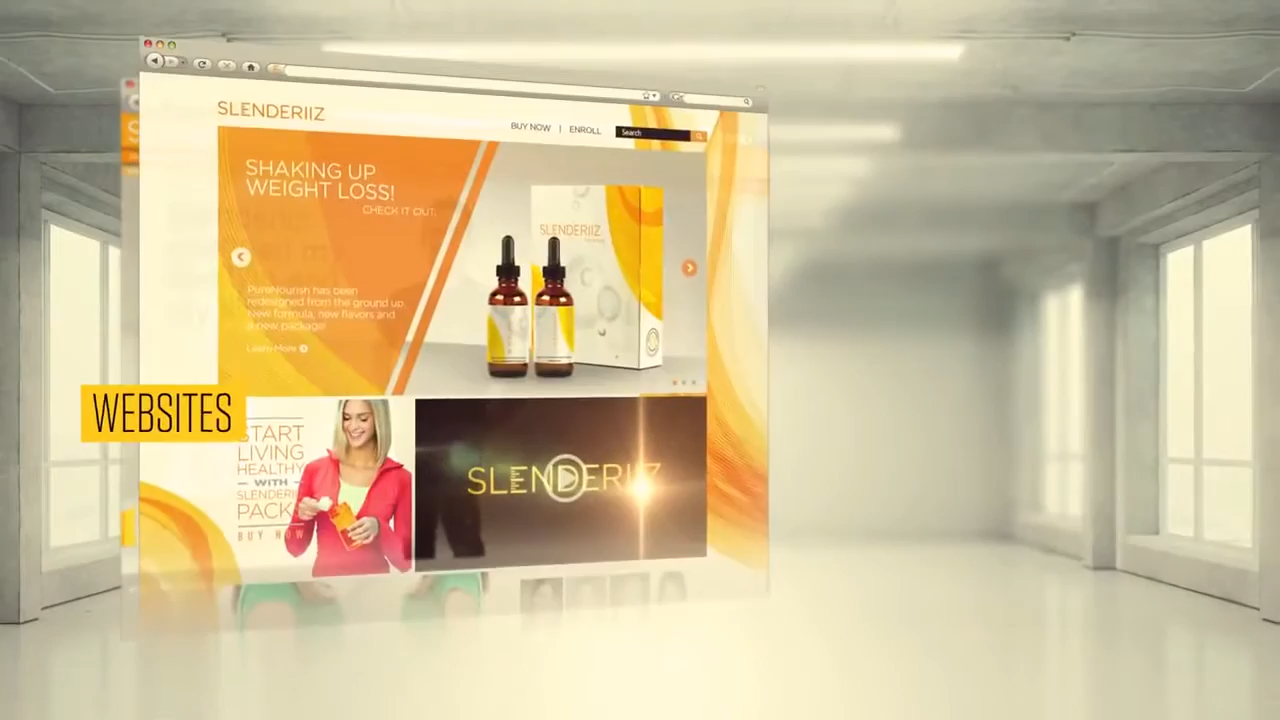 SLENDERIIZ
BUY NOW | ENROLL
Search
SHAKING UP
WEIGHT LOSS!
CHECK IT OUT.
SLENDERIIZ
PureNourish has been
redesigned from the ground up.
New formula, new flavors and
a new package!
Learn More
WEBSITES
START
LIVING
HEALTHY
WITH
PACK
BUY NOW
SLENDERIIZ